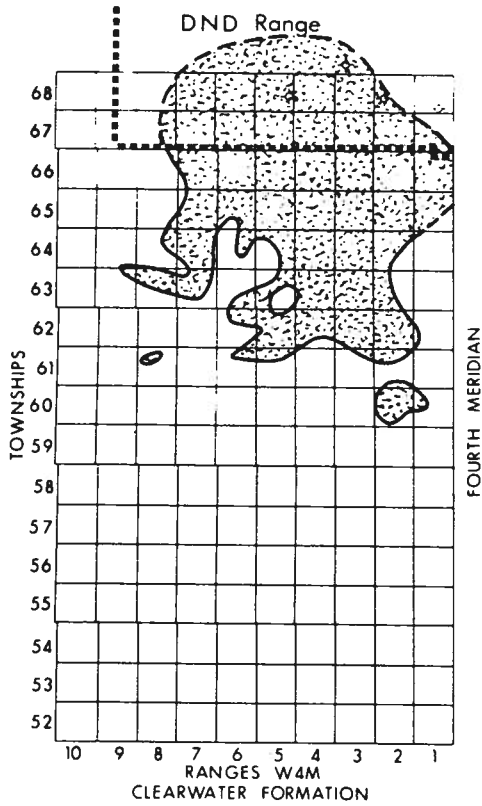 DND Range
68
67
66
65
64
63
62
61
60
59
58
57
56
55
54
53
52
TOWNSHIPS
FOURTH MERIDIAN
10 9 8 7 6 5 4 3 2 1
RANGES W4M
CLEARWATER FORMATION